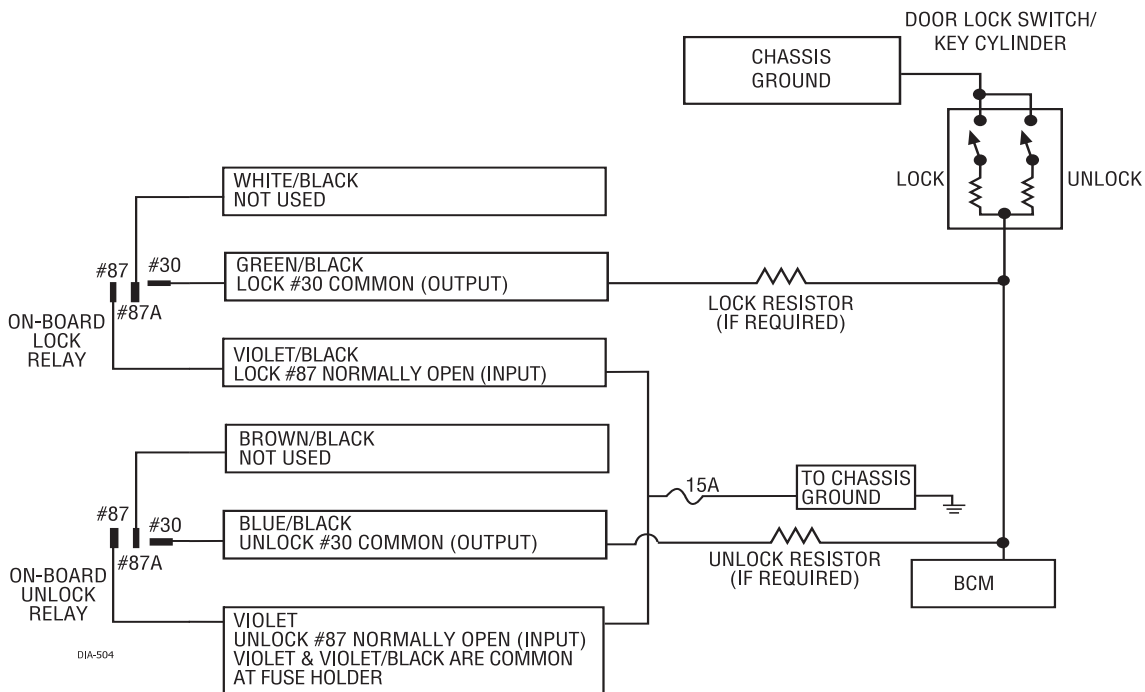 DOOR LOCK SWITCH/
KEY CYLINDER
CHASSIS
GROUND
LOCK
UNLOCK
WHITE/BLACK
NOT USED
#87
#30
#87A
GREEN/BLACK
LOCK #30 COMMON (OUTPUT)
LOCK RESISTOR
(IF REQUIRED)
ON-BOARD
LOCK
RELAY
VIOLET/BLACK
LOCK #87 NORMALLY OPEN (INPUT)
BROWN/BLACK
NOT USED
15A
TO CHASSIS
GROUND
#87
#30
#87A
BLUE/BLACK
UNLOCK #30 COMMON (OUTPUT)
UNLOCK RESISTOR
(IF REQUIRED)
BCM
ON-BOARD
UNLOCK
RELAY
VIOLET
UNLOCK #87 NORMALLY OPEN (INPUT)
VIOLET & VIOLET/BLACK ARE COMMON
AT FUSE HOLDER
DIA-504